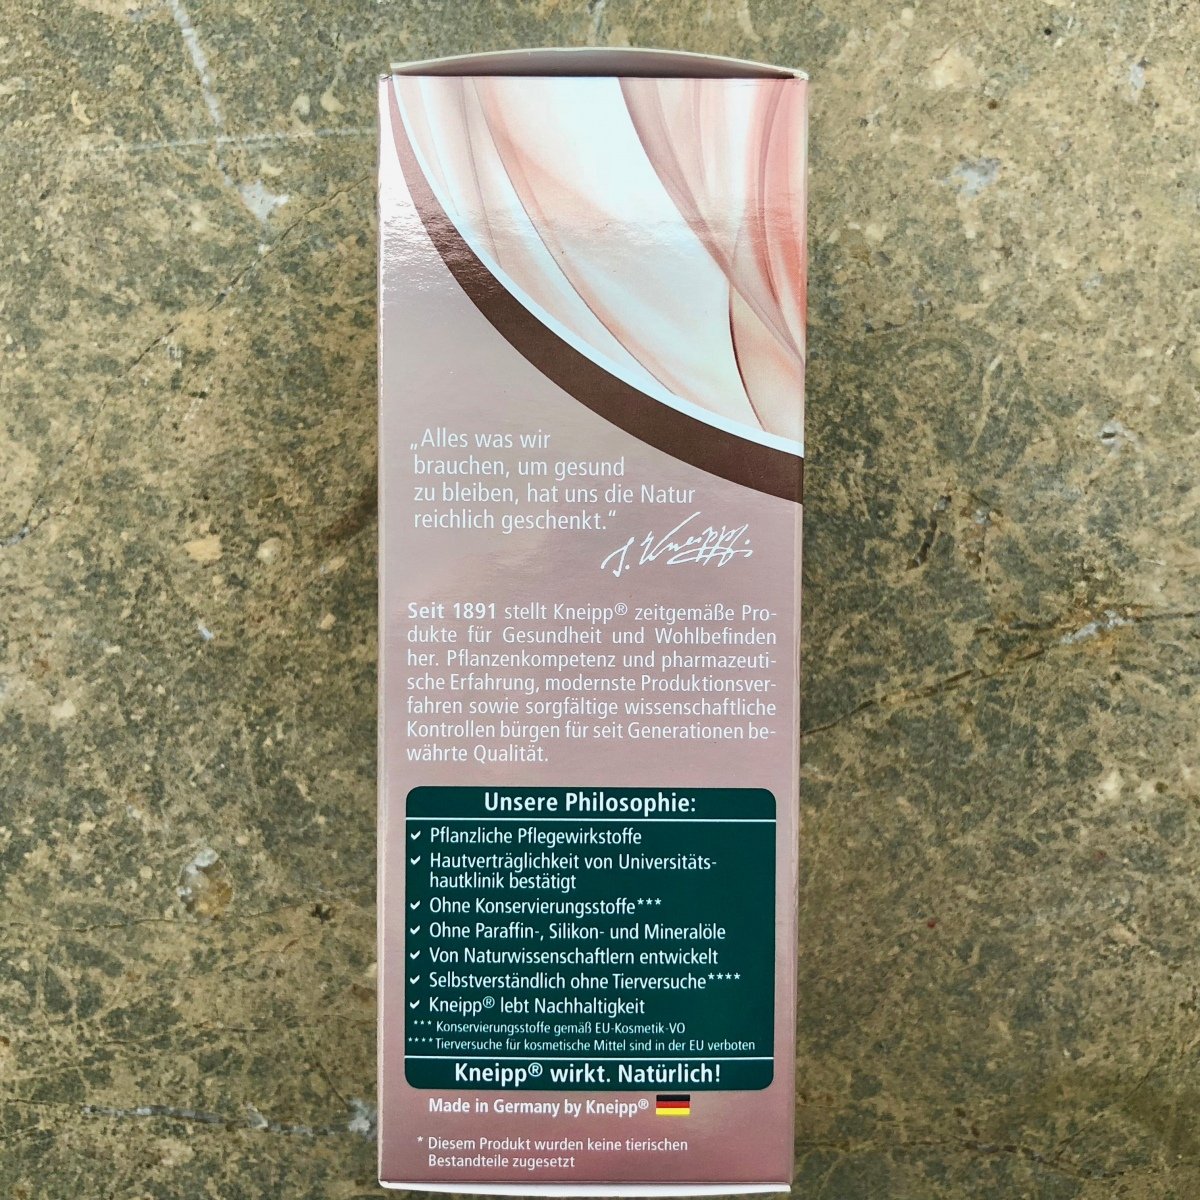 „Alles was wir
brauchen, um gesund
zu bleiben, hat uns die Natur
reichlich geschenkt.“
S. Kneipp.
Seit 1891 stellt Kneipp® zeitgemäße Pro-
dukte für Gesundheit und Wohlbefinden
her. Pflanzenkompetenz und pharmazeuti-
sche Erfahrung, modernste Produktionsver-
fahren sowie sorgfältige wissenschaftliche
Kontrollen bürgen für seit Generationen be-
währte Qualität.
Unsere Philosophie:
✓ Pflanzliche Pflegewirkstoffe
✓ Hautverträglichkeit von Universitäts-
hautklinik bestätigt
✓ Ohne Konservierungsstoffe***
✓ Ohne Paraffin-, Silikon- und Mineralöle
✓ Von Naturwissenschaftlern entwickelt
✓ Selbstverständlich ohne Tierversuche****
✓ Kneipp® lebt Nachhaltigkeit
*** Konservierungsstoffe gemäß EU-Kosmetik-VO
**** Tierversuche für kosmetische Mittel sind in der EU verboten
Kneipp® wirkt. Natürlich!
Made in Germany by Kneipp®
* Diesem Produkt wurden keine tierischen
Bestandteile zugesetzt